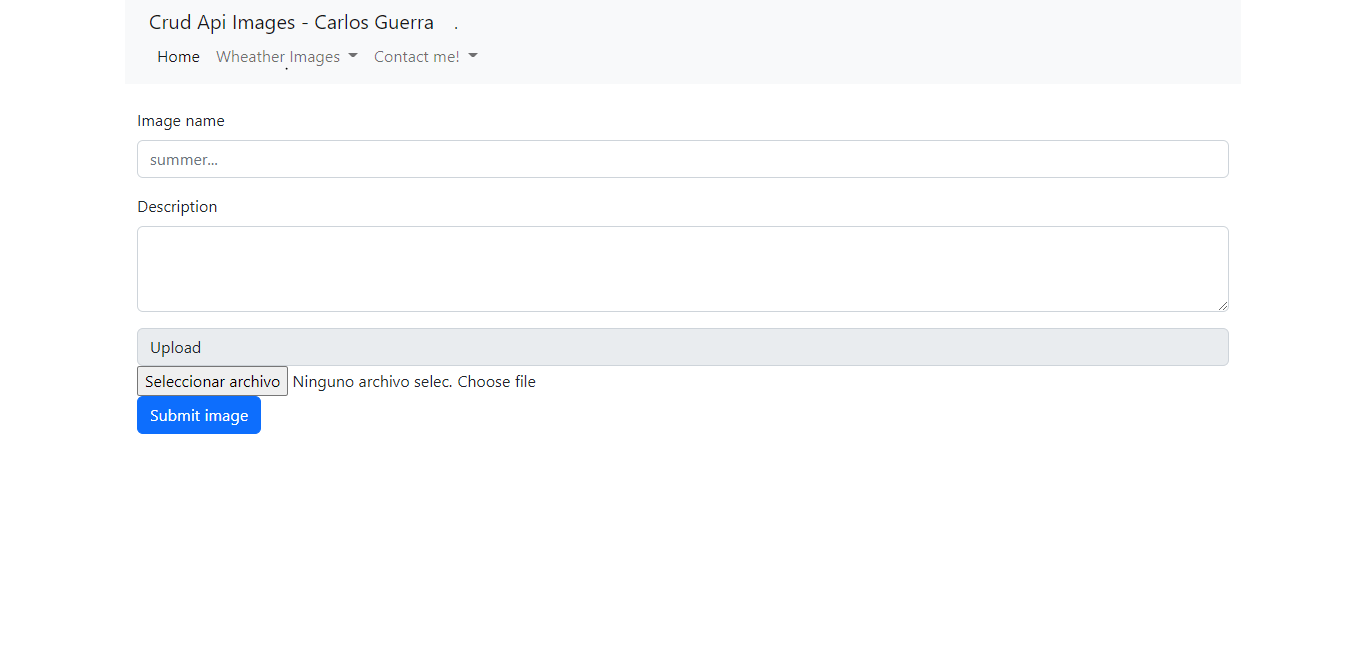 Crud Api Images - Carlos Guerra .
Home Wheather Images Contact me!
Image name
summer...
Description
Upload
Seleccionar archivo Ninguno archivo selec. Choose file
Submit image